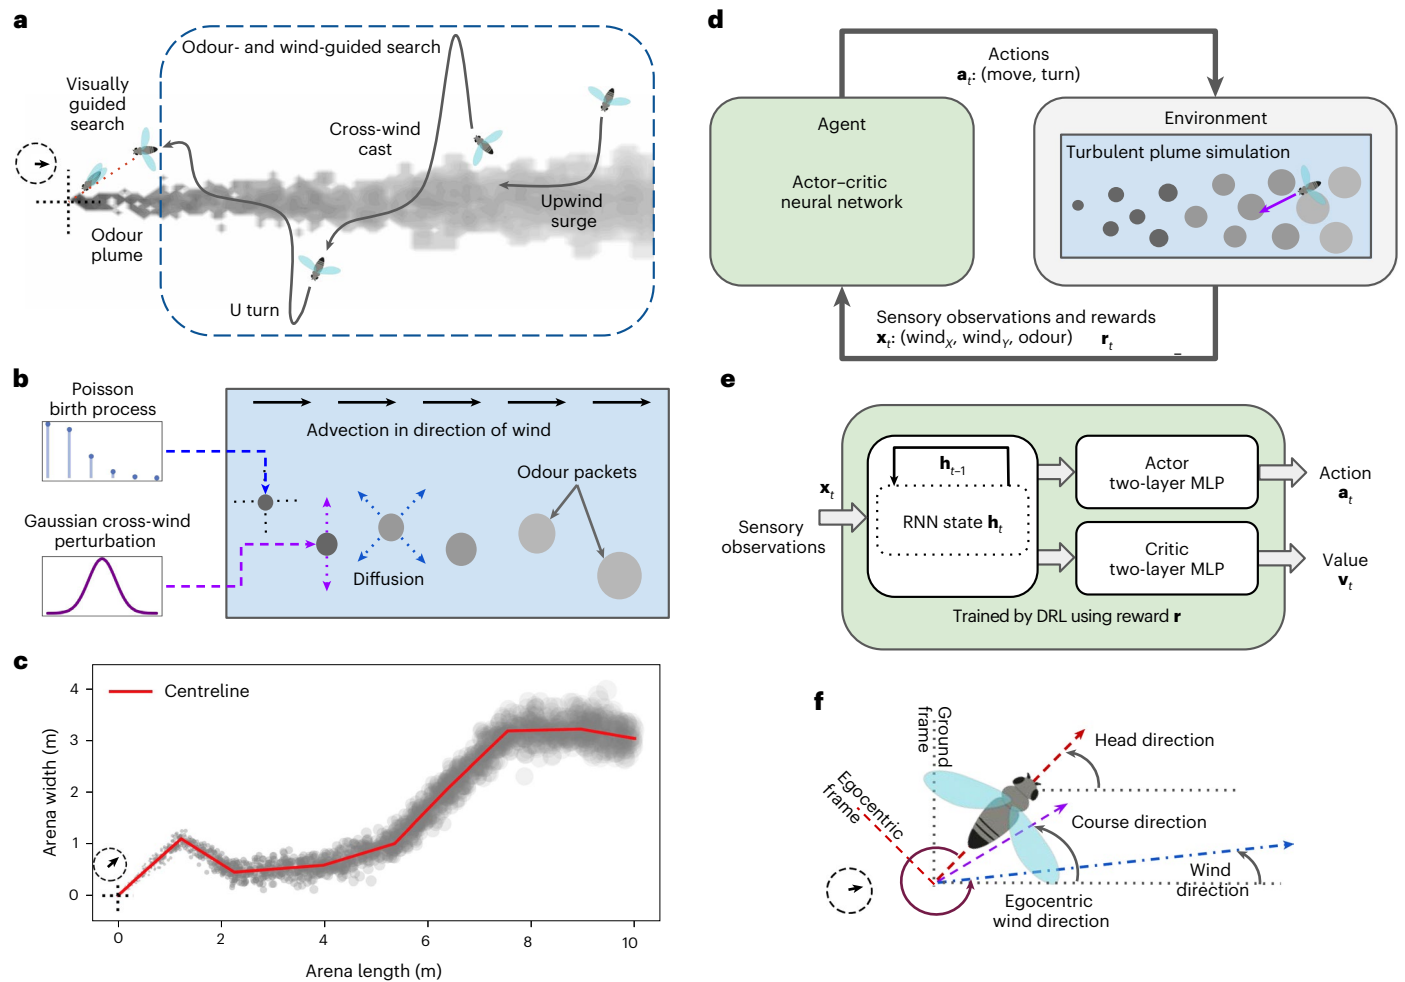 a
Odour- and wind-guided search
Visually
guided
search
Cross-wind
cast
Upwind
surge
Odour
plume
U turn
b
Poisson
birth process
Advection in direction of wind
Odour packets
Gaussian cross-wind
perturbation
Diffusion
c
Centreline
4
3
2
1
0
Arena width (m)
0 2 4 6 8 10
Arena length (m)
d
Actions
a_t: (move, turn)
Agent
Actor–critic
neural network
Environment
Turbulent plume simulation
Sensory observations and rewards
x_t: (wind_X, wind_Y, odour) r_t
e
x_t
Sensory
observations
h_t–1
RNN state h_t
Actor
two-layer MLP
Critic
two-layer MLP
Action
a_t
Value
v_t
Trained by DRL using reward r
f
Ground
frame
Egocentric
frame
Head direction
Course direction
Wind
direction
Egocentric
wind direction